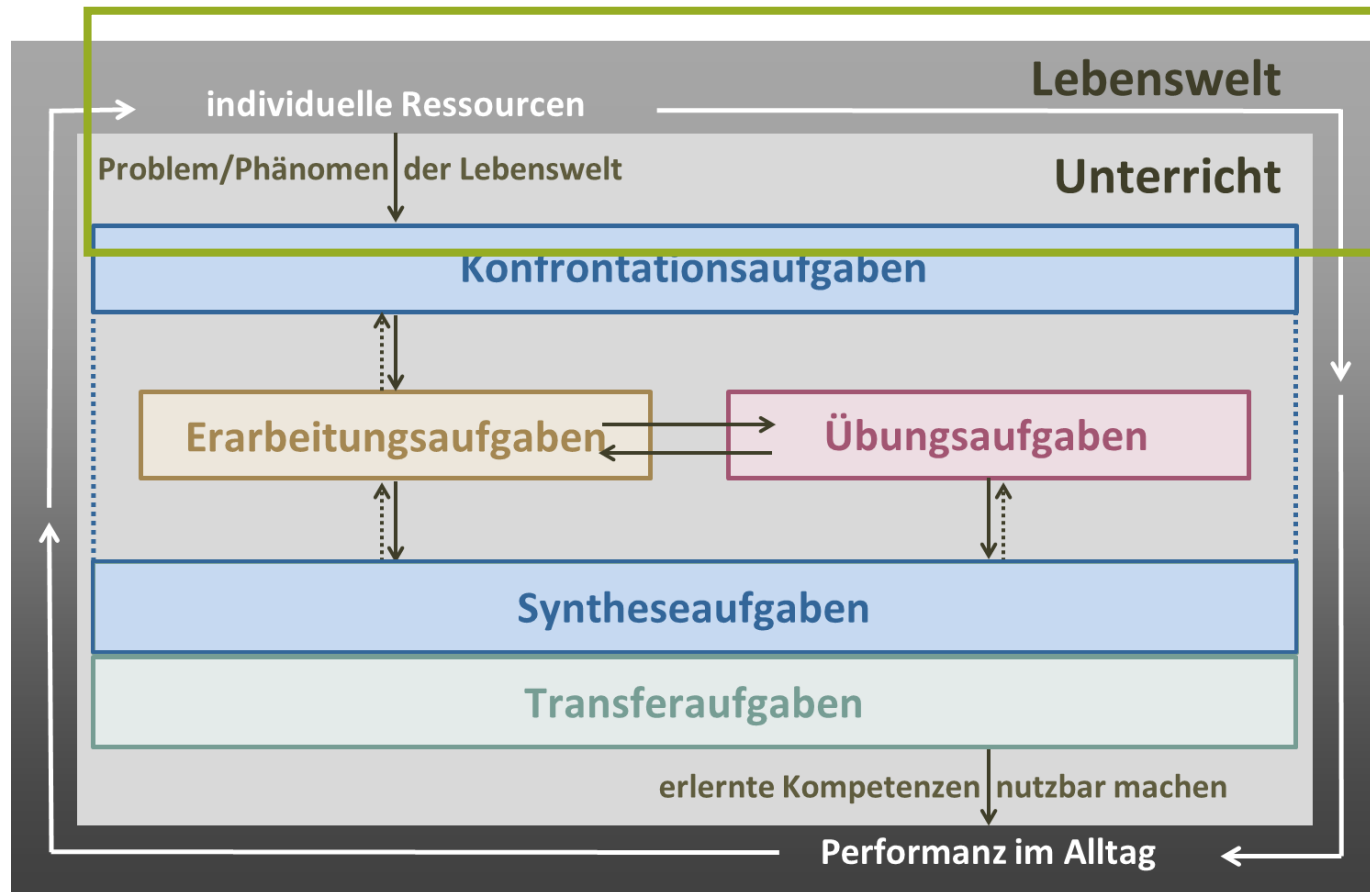 Lebenswelt
individuelle Ressourcen
Problem/Phänomen der Lebenswelt
Unterricht
Konfrontationsaufgaben
Erarbeitungsaufgaben
Übungsaufgaben
Syntheseaufgaben
Transferaufgaben
erlernte Kompetenzen nutzbar machen
Performanz im Alltag